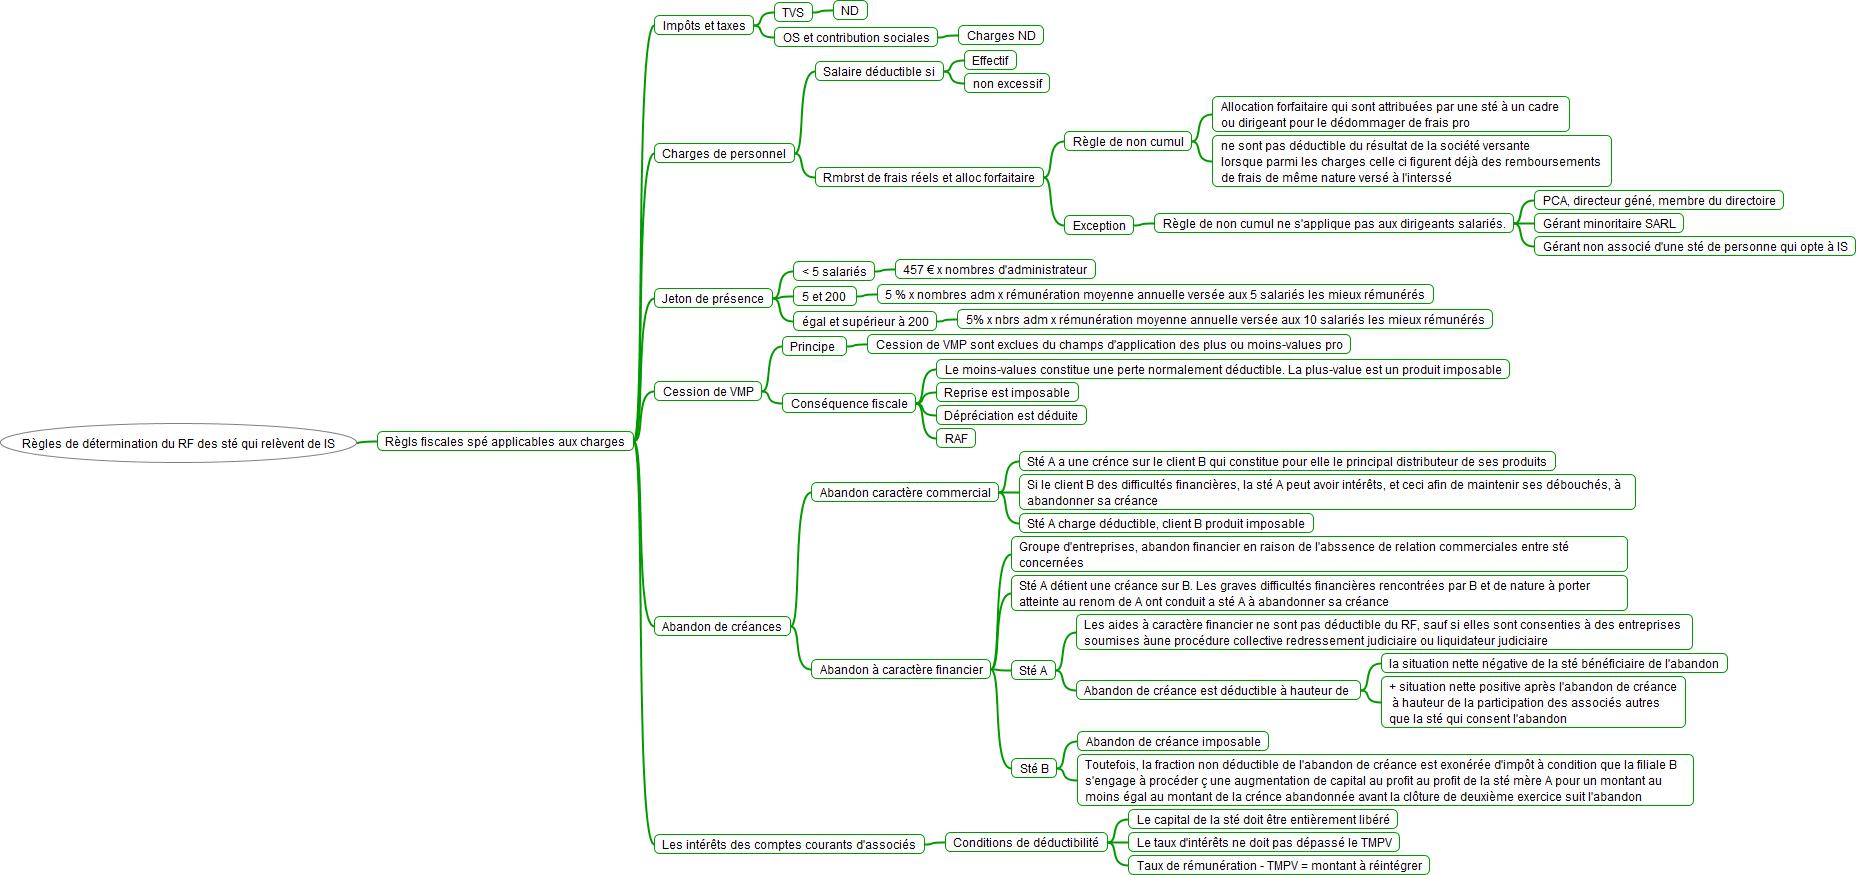 Règles de détermination du RF des sté qui relèvent de IS
Règls fiscales spé applicables aux charges
Impôts et taxes
TVS
ND
OS et contribution sociales
Charges ND
Charges de personnel
Salaire déductible si
Effectif
non excessif
Rmbrst de frais réels et alloc forfaitaire
Règle de non cumul
Allocation forfaitaire qui sont attribuées par une sté à un cadre
ou dirigeant pour le dédommager de frais pro
ne sont pas déductible du résultat de la société versante
lorsque parmi les charges celle ci figurent déjà des remboursements
de frais de même nature versé à l'interssé
Exception
Règle de non cumul ne s'applique pas aux dirigeants salariés.
PCA, directeur géné, membre du directoire
Gérant minoritaire SARL
Gérant non associé d'une sté de personne qui opte à IS
Jeton de présence
< 5 salariés
457 € x nombres d'administrateur
5 et 200
5 % x nombres adm x rémunération moyenne annuelle versée aux 5 salariés les mieux rémunérés
égal et supérieur à 200
5% x nbrs adm x rémunération moyenne annuelle versée aux 10 salariés les mieux rémunérés
Cession de VMP
Principe
Cession de VMP sont exclues du champs d'application des plus ou moins-values pro
Conséquence fiscale
Le moins-values constitue une perte normalement déductible. La plus-value est un produit imposable
Reprise est imposable
Dépréciation est déduite
RAF
Abandon de créances
Abandon caractère commercial
Sté A a une crénce sur le client B qui constitue pour elle le principal distributeur de ses produits
Si le client B des difficultés financières, la sté A peut avoir intérêts, et ceci afin de maintenir ses débouchés, à
abandonner sa créance
Sté A charge déductible, client B produit imposable
Abandon à caractère financier
Groupe d'entreprises, abandon financier en raison de l'abssence de relation commerciales entre sté
concernées
Sté A détient une créance sur B. Les graves difficultés financières rencontrées par B et de nature à porter
atteinte au renom de A ont conduit a sté A à abandonner sa créance
Sté A
Les aides à caractère financier ne sont pas déductible du RF, sauf si elles sont consenties à des entreprises
soumises àune procédure collective redressement judiciaire ou liquidateur judiciaire
Abandon de créance est déductible à hauteur de
la situation nette négative de la sté bénéficiaire de l'abandon
+ situation nette positive après l'abandon de créance
à hauteur de la participation des associés autres
que la sté qui consent l'abandon
Sté B
Abandon de créance imposable
Toutefois, la fraction non déductible de l'abandon de créance est exonérée d'impôt à condition que la filiale B
s'engage à procéder ç une augmentation de capital au profit au profit de la sté mère A pour un montant au
moins égal au montant de la crénce abandonnée avant la clôture de deuxième exercice suit l'abandon
Les intérêts des comptes courants d'associés
Conditions de déductibilité
Le capital de la sté doit être entièrement libéré
Le taux d'intérêts ne doit pas dépassé le TMPV
Taux de rémunération - TMPV = montant à réintégrer